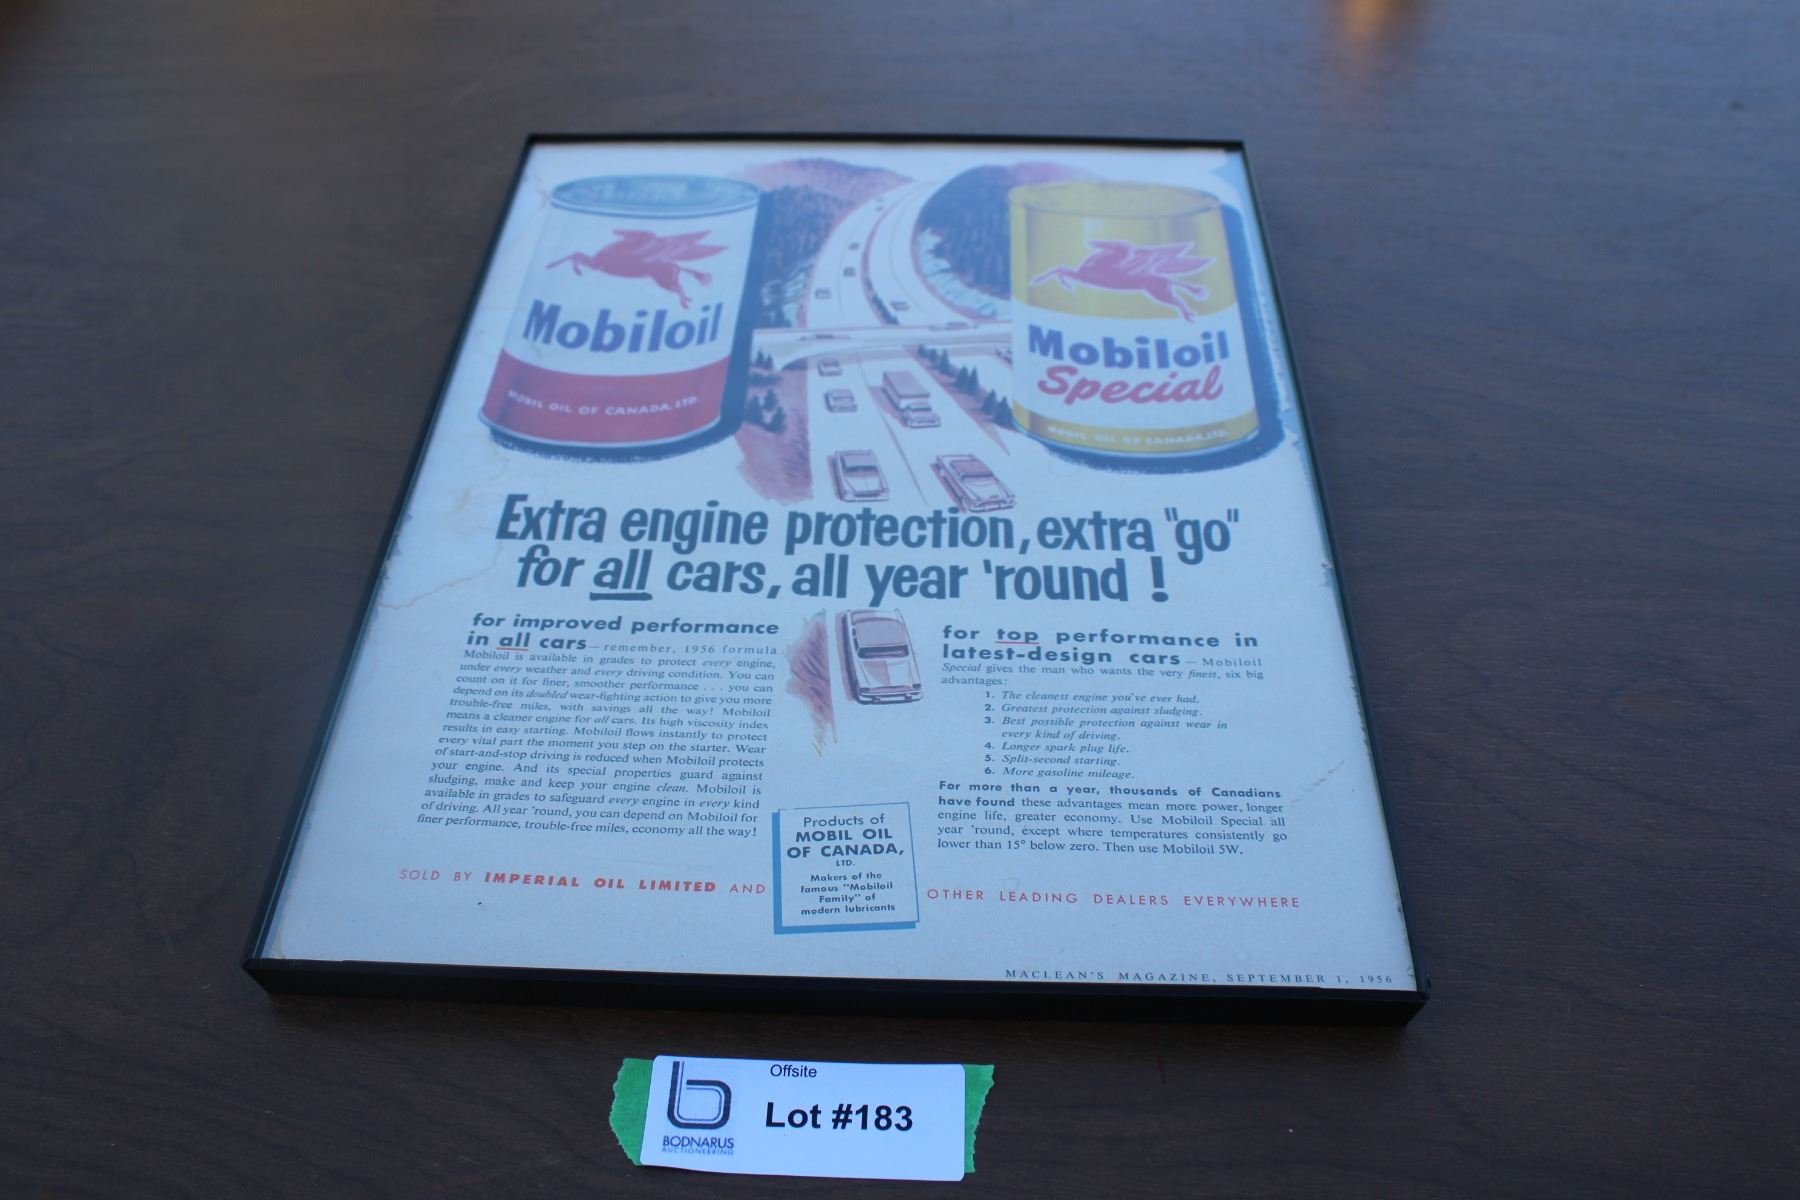 Mobiloil
MOBIL OIL OF CANADA, LTD.
Mobiloil
Special
MOBIL OIL OF CANADA, LTD.
Extra engine protection, extra "go"
for all cars, all year 'round !
for improved performance
in all cars — remember, 1956 formula
Mobiloil is available in grades to protect every engine,
under every weather and every driving condition. You can
count on it for finer, smoother performance . . . you can
depend on its doubled wear-fighting action to give you more
trouble-free miles, with savings all the way! Mobiloil
means a cleaner engine for all cars. Its high viscosity index
results in easy starting. Mobiloil flows instantly to protect
every vital part the moment you step on the starter. Wear
of start-and-stop driving is reduced when Mobiloil protects
your engine. And its special properties guard against
sludging, make and keep your engine clean. Mobiloil is
available in grades to safeguard every engine in every kind
of driving. All year 'round, you can depend on Mobiloil for
finer performance, trouble-free miles, economy all the way!
for top performance in
latest-design cars — Mobiloil
Special gives the man who wants the very finest, six big
advantages:
1. The cleanest engine you've ever had.
2. Greatest protection against sludging.
3. Best possible protection against wear in
every kind of driving.
4. Longer spark plug life.
5. Split-second starting.
6. More gasoline mileage.
For more than a year, thousands of Canadians
have found these advantages mean more power, longer
engine life, greater economy. Use Mobiloil Special all
year 'round, except where temperatures consistently go
lower than 15° below zero. Then use Mobiloil 5W.
Products of
MOBIL OIL
OF CANADA,
LTD.
Makers of the
famous "Mobiloil
Family" of
modern lubricants
SOLD BY IMPERIAL OIL LIMITED AND
OTHER LEADING DEALERS EVERYWHERE
MACLEAN'S MAGAZINE, SEPTEMBER 1, 1956
Offsite
Lot #183
BODNARUS
AUCTIONEERING